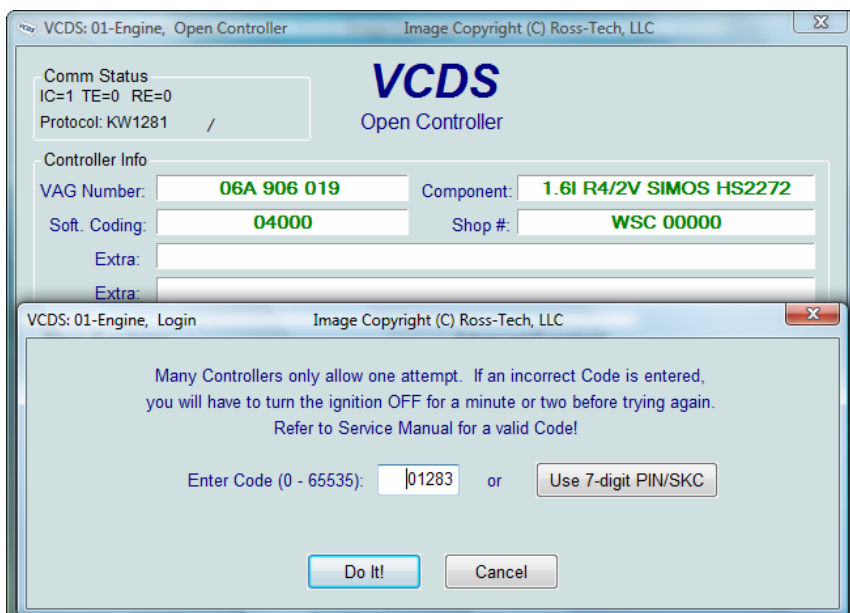 VCDS: 01-Engine, Open Controller Image Copyright (C) Ross-Tech, LLC
Comm Status
IC=1 TE=0 RE=0
Protocol: KW1281 /
VCDS
Open Controller
Controller Info
VAG Number: 06A 906 019 Component: 1.6l R4/2V SIMOS HS2272
Soft. Coding: 04000 Shop #: WSC 00000
Extra:
Extra:
VCDS: 01-Engine, Login Image Copyright (C) Ross-Tech, LLC
Many Controllers only allow one attempt. If an incorrect Code is entered,
you will have to turn the ignition OFF for a minute or two before trying again.
Refer to Service Manual for a valid Code!
Enter Code (0 - 65535): 01283 or Use 7-digit PIN/SKC
Do It! Cancel